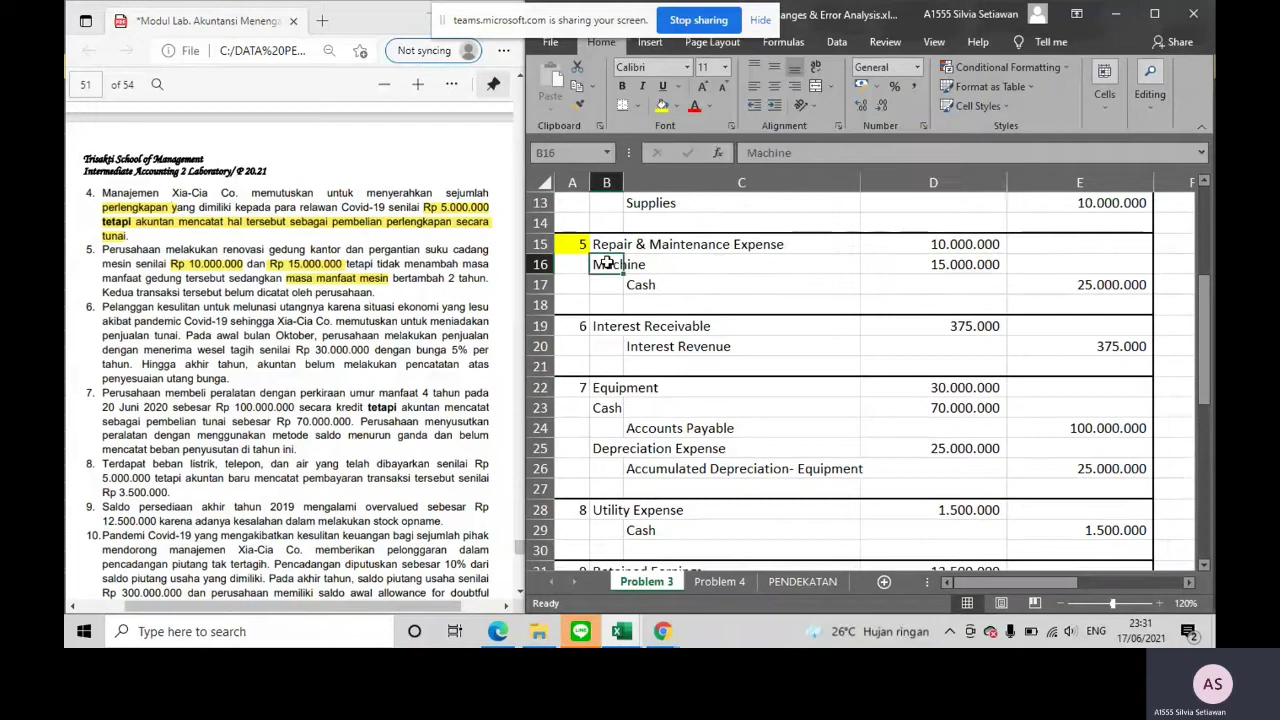 *Modul Lab. Akuntansi Menenga
teams.microsoft.com is sharing your screen.
Stop sharing
Hide
nges & Error Analysis.xl...
A1555 Silvia Setiawan
File
C:/DATA%20PE...
Not syncing
51
of 54
File
Home
Insert
Page Layout
Formulas
Data
Review
View
Help
Tell me
Share
Paste
Calibri
11
General
Conditional Formatting
Format as Table
Cell Styles
Cells
Editing
Clipboard
Font
Alignment
Number
Styles
B16
Machine
Trisakti School of Management
Intermediate Accounting 2 Laboratory/ P 20.21
4. Manajemen Xia-Cia Co. memutuskan untuk menyerahkan sejumlah
perlengkapan yang dimiliki kepada para relawan Covid-19 senilai Rp 5.000.000
tetapi akuntan mencatat hal tersebut sebagai pembelian perlengkapan secara
tunai.
5. Perusahaan melakukan renovasi gedung kantor dan pergantian suku cadang
mesin senilai Rp 10.000.000 dan Rp 15.000.000 tetapi tidak menambah masa
manfaat gedung tersebut sedangkan masa manfaat mesin bertambah 2 tahun.
Kedua transaksi tersebut belum dicatat oleh perusahaan.
6. Pelanggan kesulitan untuk melunasi utangnya karena situasi ekonomi yang lesu
akibat pandemic Covid-19 sehingga Xia-Cia Co. memutuskan untuk meniadakan
penjualan tunai. Pada awal bulan Oktober, perusahaan melakukan penjualan
dengan menerima wesel tagih senilai Rp 30.000.000 dengan bunga 5% per
tahun. Hingga akhir tahun, akuntan belum melakukan pencatatan atas
penyesuaian utang bunga.
7. Perusahaan membeli peralatan dengan perkiraan umur manfaat 4 tahun pada
20 Juni 2020 sebesar Rp 100.000.000 secara kredit tetapi akuntan mencatat
sebagai pembelian tunai sebesar Rp 70.000.000. Perusahaan menyusutkan
peralatan dengan menggunakan metode saldo menurun ganda dan belum
mencatat beban penyusutan di tahun ini.
8. Terdapat beban listrik, telepon, dan air yang telah dibayarkan senilai Rp
5.000.000 tetapi akuntan baru mencatat pembayaran transaksi tersebut senilai
Rp 3.500.000.
9. Saldo persediaan akhir tahun 2019 mengalami overvalued sebesar Rp
12.500.000 karena adanya kesalahan dalam melakukan stock opname.
10. Pandemi Covid-19 yang mengakibatkan kesulitan keuangan bagi sejumlah pihak
mendorong manajemen Xia-Cia Co. memberikan pelonggaran dalam
pencadangan piutang tak tertagih. Pencadangan diputuskan sebesar 10% dari
saldo piutang usaha yang dimiliki. Pada akhir tahun, saldo piutang usaha senilai
Rp 300.000.000 dan perusahaan memiliki saldo awal allowance for doubtful
A B C D E F
13 Supplies 10.000.000
14
15 5 Repair & Maintenance Expense 10.000.000
16 Machine 15.000.000
17 Cash 25.000.000
18
19 6 Interest Receivable 375.000
20 Interest Revenue 375.000
21
22 7 Equipment 30.000.000
23 Cash 70.000.000
24 Accounts Payable 100.000.000
25 Depreciation Expense 25.000.000
26 Accumulated Depreciation- Equipment 25.000.000
27
28 8 Utility Expense 1.500.000
29 Cash 1.500.000
30
31 9 Retained Earnings 12.500.000
Problem 3
Problem 4
PENDEKATAN
Ready
120%
Type here to search
26°C Hujan ringan
ENG
23:31
17/06/2021
2
AS
A1555 Silvia Setiawan